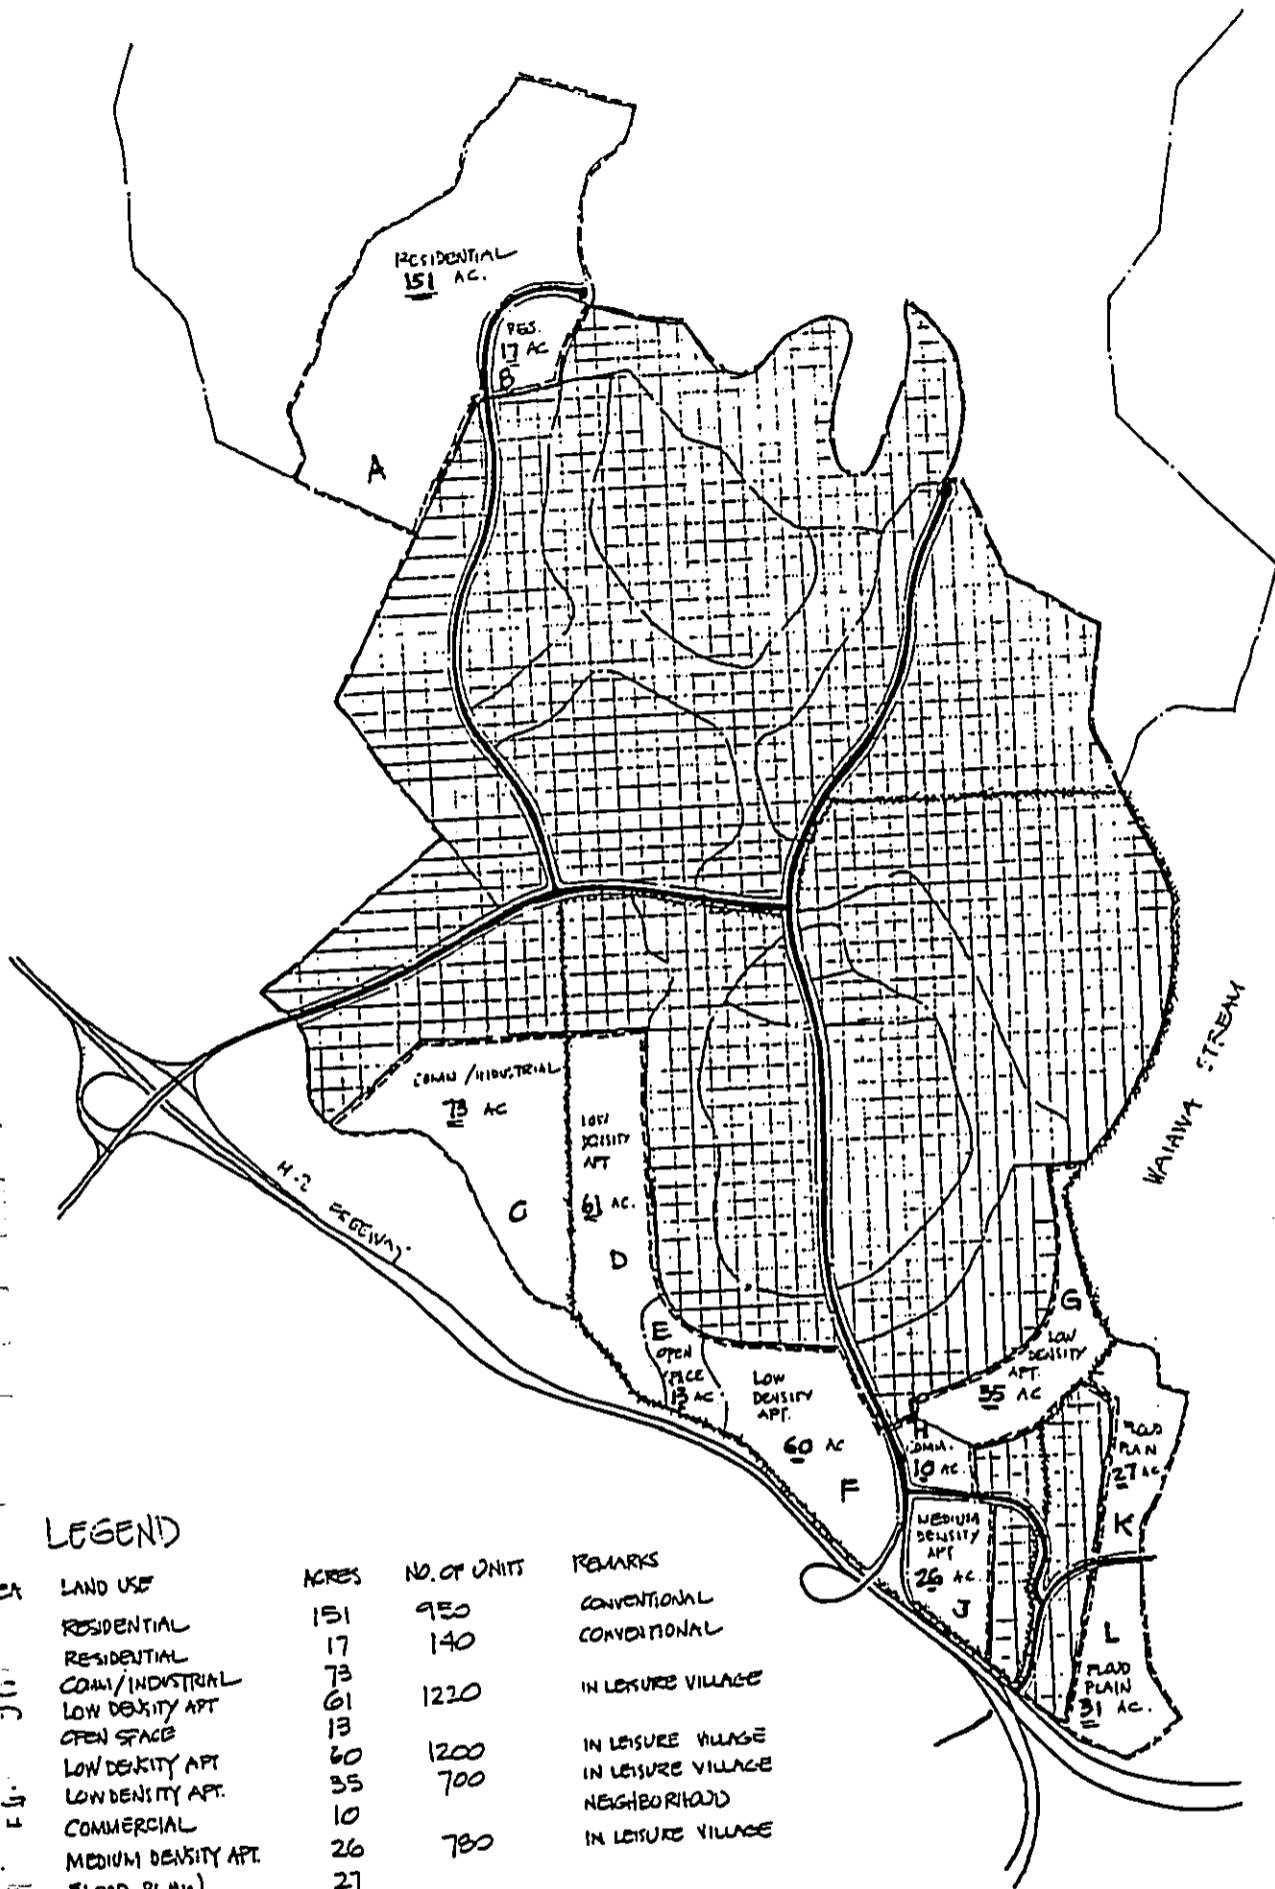 RESIDENTIAL
151 AC.
RES.
17 AC
B
A
COMM / INDUSTRIAL
73 AC
LOW
DENSITY
APT
61 AC.
C
D
H-2 FREEWAY
WAIAWA STREAM
E
OPEN
SPACE
13 AC
LOW
DENSITY
APT.
60 AC
F
G
LOW
DENSITY
APT.
35 AC
H
COMM.
10 AC.
MEDIUM
DENSITY
APT
26 AC.
J
FLOOD
PLAIN
27 AC
K
L
FLOOD
PLAIN
31 AC.
LEGEND
EA LAND USE ACRES NO. OF UNITS REMARKS
RESIDENTIAL 151 950 CONVENTIONAL
RESIDENTIAL 17 140 CONVENTIONAL
COMM/INDUSTRIAL 73
LOW DENSITY APT 61 1220 IN LEISURE VILLAGE
OPEN SPACE 13
LOW DENSITY APT 60 1200 IN LEISURE VILLAGE
LOW DENSITY APT. 35 700 IN LEISURE VILLAGE
COMMERCIAL 10 NEIGHBORHOOD
MEDIUM DENSITY APT. 26 780 IN LEISURE VILLAGE
FLOOD PLAIN 27